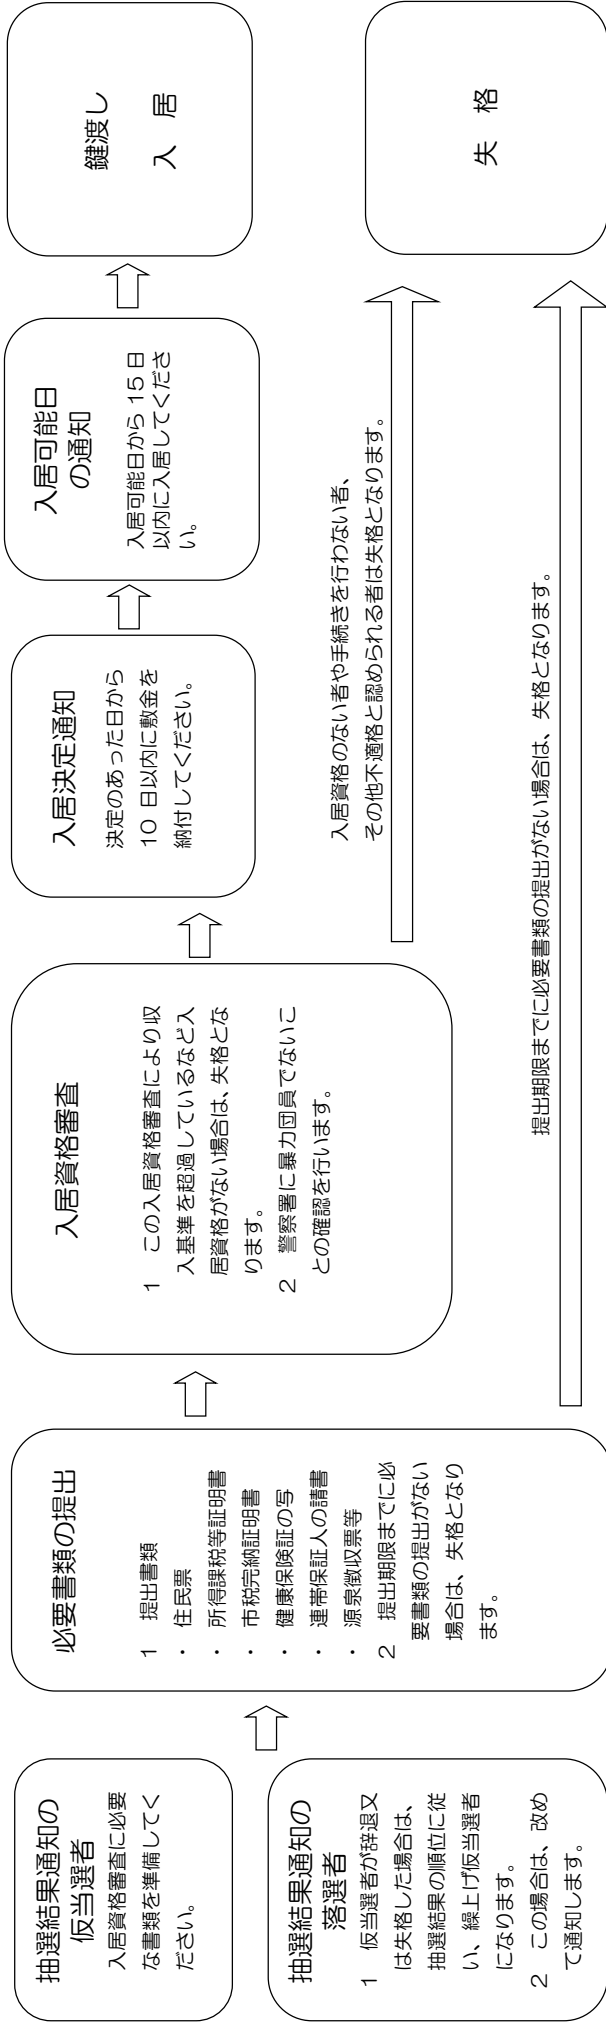 抽選結果通知の
仮当選者
入居資格審査に必要
な書類を準備してく
ださい。
抽選結果通知の
落選者
1 仮当選者が辞退又
は失格した場合は、
抽選結果の順位に従
い、繰上げ仮当選者
になります。
2 この場合は、改め
て通知します。
必要書類の提出
1 提出書類
・ 住民票
・ 所得課税等証明書
・ 市税完納証明書
・ 健康保険証の写
・ 連帯保証人の請書
・ 源泉徴収票等
2 提出期限までに必
要書類の提出がない
場合は、失格となり
ます。
入居資格審査
1 この入居資格審査により収
入基準を超過しているなど入
居資格がない場合は、失格とな
ります。
2 警察署に暴力団員でないこ
との確認を行います。
入居決定通知
決定のあった日から
10 日以内に敷金を
納付してください。
入居可能日
の通知
入居可能日から 15 日
以内に入居してくださ
い。
鍵渡し
入 居
入居資格のない者や手続きを行わない者、
その他不適格と認められる者は失格となります。
提出期限までに必要書類の提出がない場合は、失格となります。
失 格